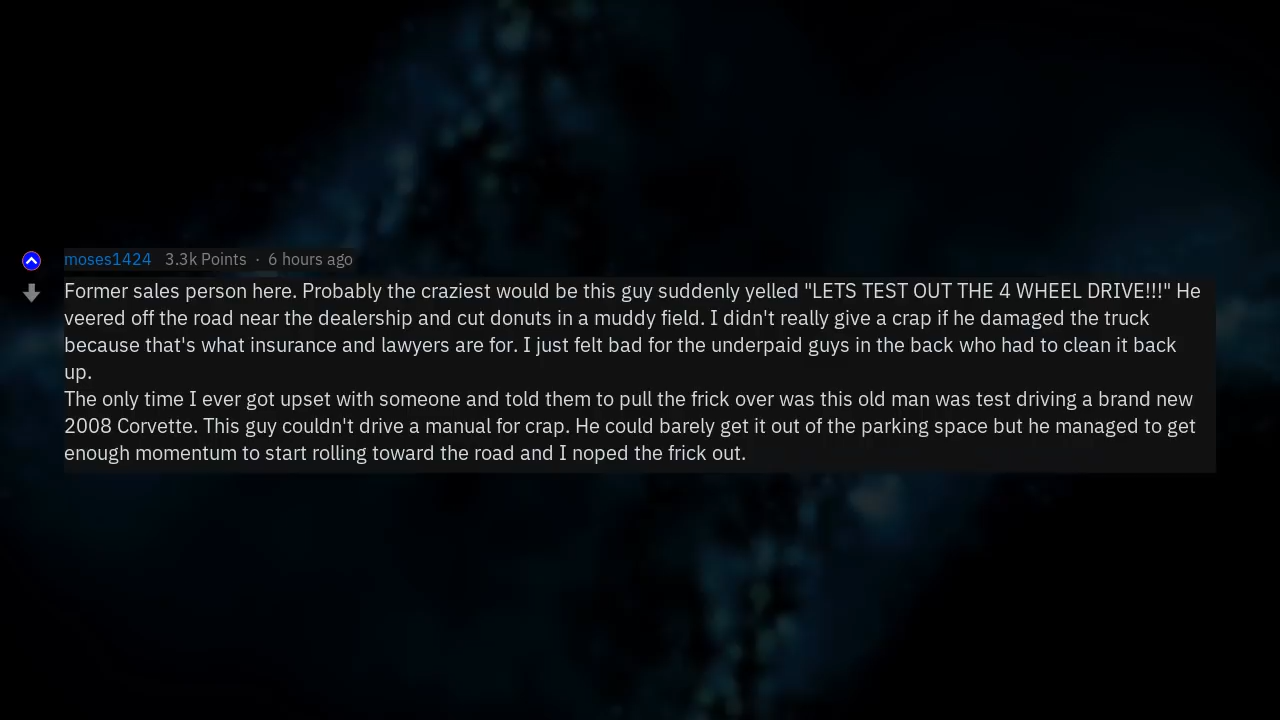 moses1424 3.3k Points · 6 hours ago
Former sales person here. Probably the craziest would be this guy suddenly yelled "LETS TEST OUT THE 4 WHEEL DRIVE!!!" He
veered off the road near the dealership and cut donuts in a muddy field. I didn't really give a crap if he damaged the truck
because that's what insurance and lawyers are for. I just felt bad for the underpaid guys in the back who had to clean it back
up.
The only time I ever got upset with someone and told them to pull the frick over was this old man was test driving a brand new
2008 Corvette. This guy couldn't drive a manual for crap. He could barely get it out of the parking space but he managed to get
enough momentum to start rolling toward the road and I noped the frick out.